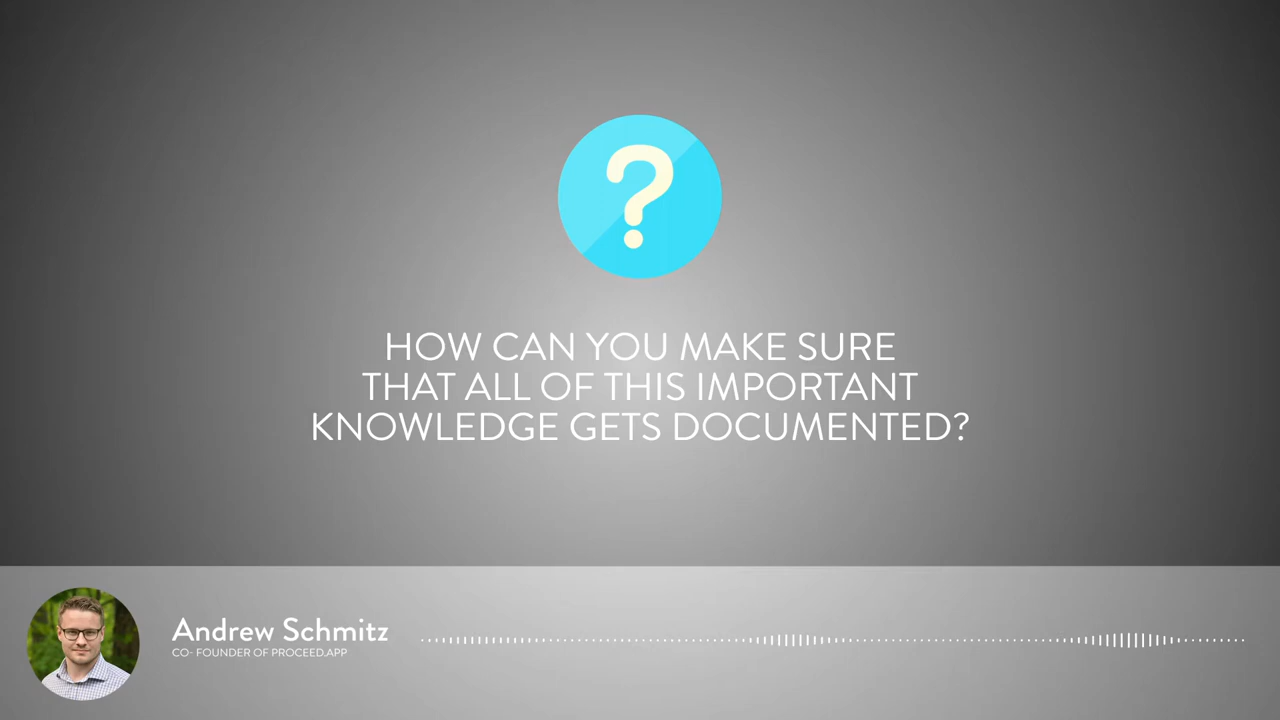 ?
HOW CAN YOU MAKE SURE
THAT ALL OF THIS IMPORTANT
KNOWLEDGE GETS DOCUMENTED?
Andrew Schmitz
CO- FOUNDER OF PROCEED.APP